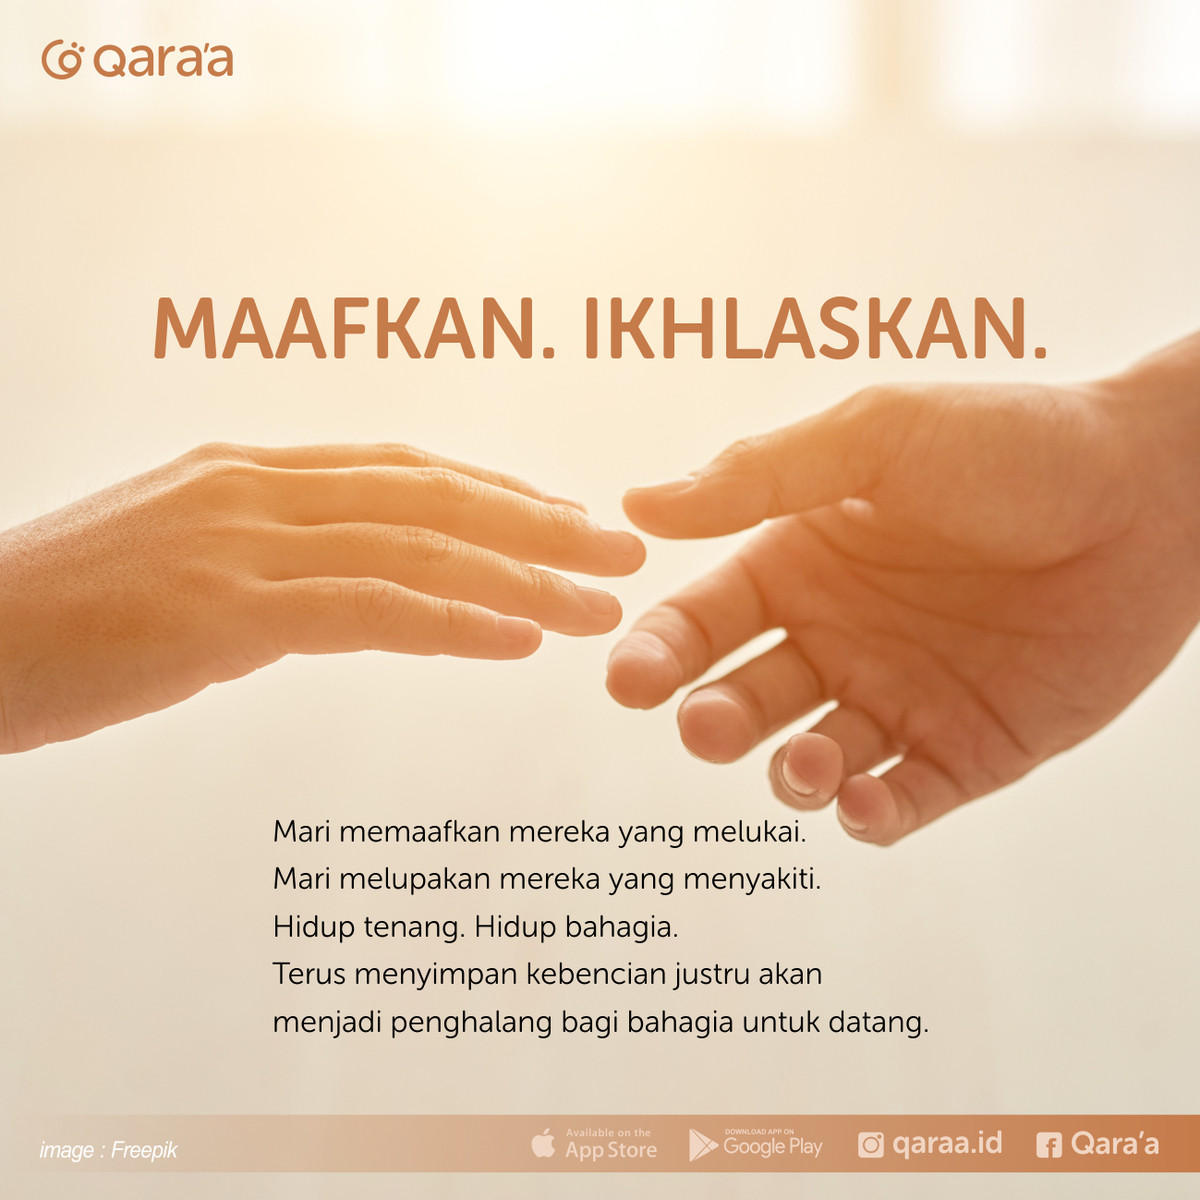 Qara'a
MAAFKAN. IKHLASKAN.
Mari memaafkan mereka yang melukai.
Mari melupakan mereka yang menyakiti.
Hidup tenang. Hidup bahagia.
Terus menyimpan kebencian justru akan
menjadi penghalang bagi bahagia untuk datang.
image : Freepik
Available on the
App Store
DOWNLOAD APP ON
Google Play
qaraa.id
Qara'a